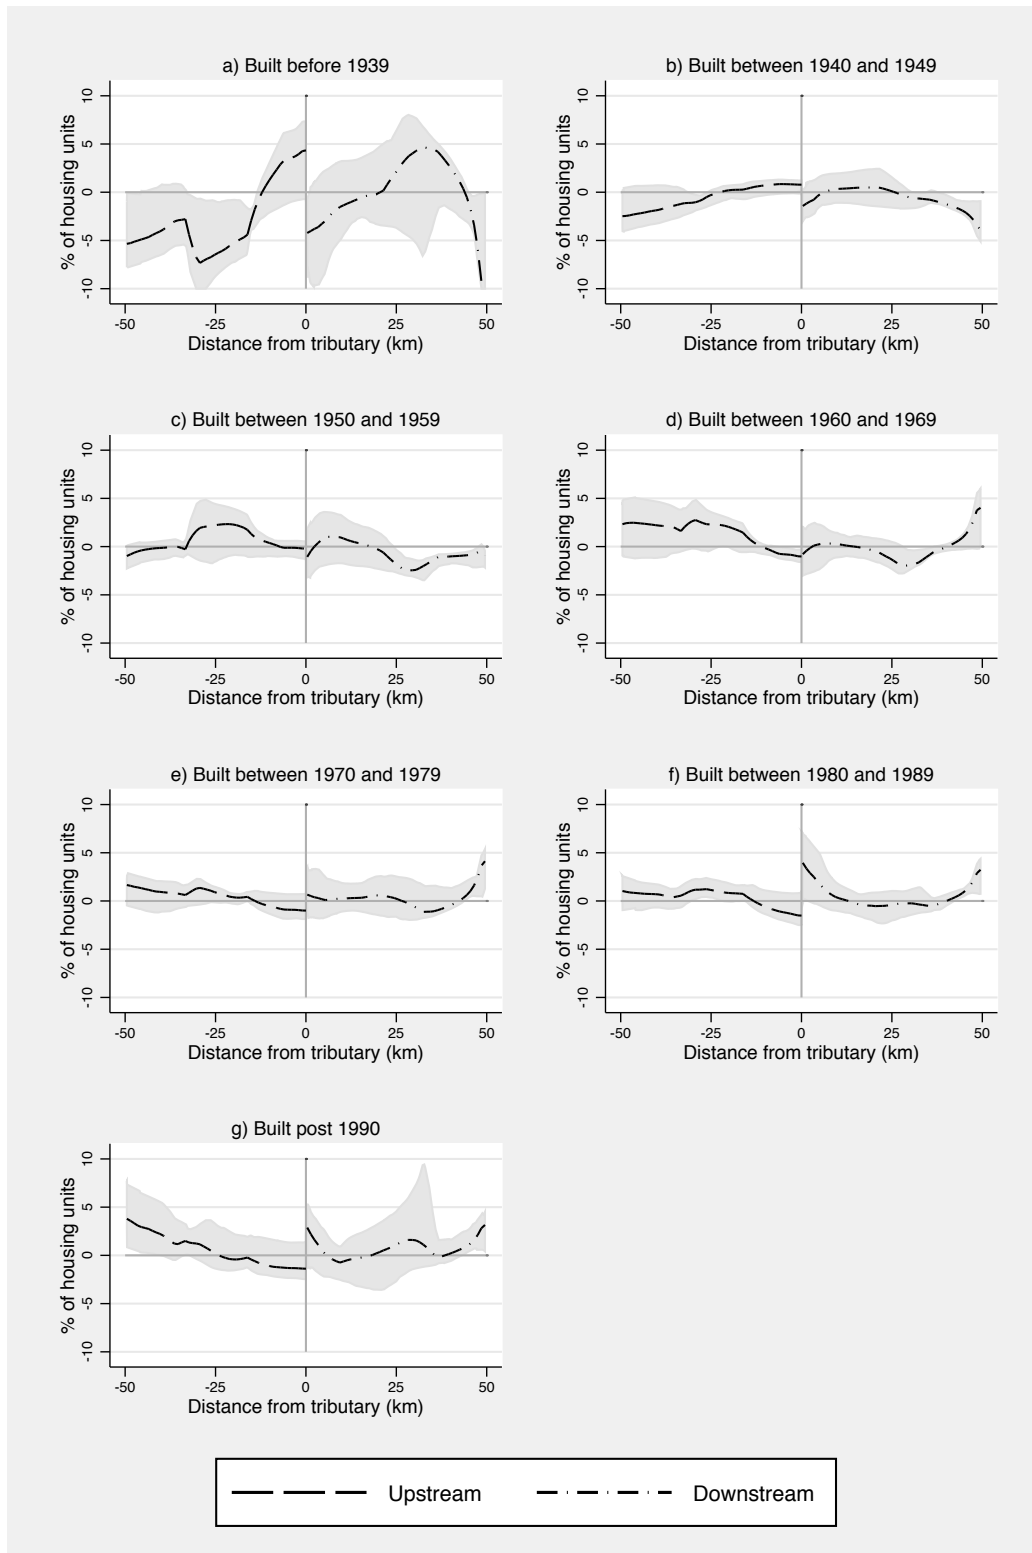 a) Built before 1939
% of housing units
10
5
0
-5
-10
-50 -25 0 25 50
Distance from tributary (km)
b) Built between 1940 and 1949
% of housing units
10
5
0
-5
-10
-50 -25 0 25 50
Distance from tributary (km)
c) Built between 1950 and 1959
% of housing units
10
5
0
-5
-10
-50 -25 0 25 50
Distance from tributary (km)
d) Built between 1960 and 1969
% of housing units
10
5
0
-5
-10
-50 -25 0 25 50
Distance from tributary (km)
e) Built between 1970 and 1979
% of housing units
10
5
0
-5
-10
-50 -25 0 25 50
Distance from tributary (km)
f) Built between 1980 and 1989
% of housing units
10
5
0
-5
-10
-50 -25 0 25 50
Distance from tributary (km)
g) Built post 1990
% of housing units
10
5
0
-5
-10
-50 -25 0 25 50
Distance from tributary (km)
Upstream Downstream